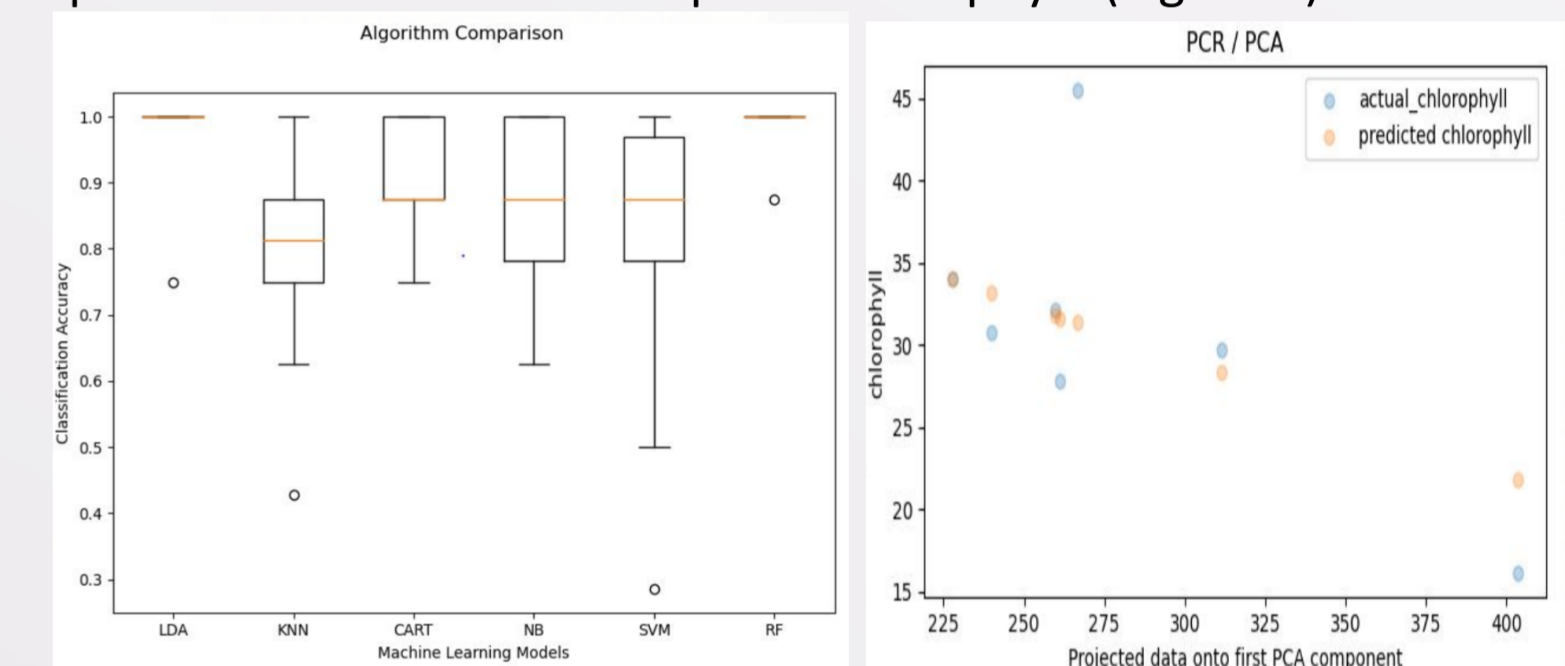 Algorithm Comparison
1.0
0.9
0.8
0.7
0.6
0.5
0.4
0.3
Classification Accuracy
LDA KNN CART NB SVM RF
Machine Learning Models
PCR / PCA
actual_chlorophyll
predicted chlorophyll
45
40
35
30
25
20
15
chlorophyll
225 250 275 300 325 350 375 400
Projected data onto first PCA component